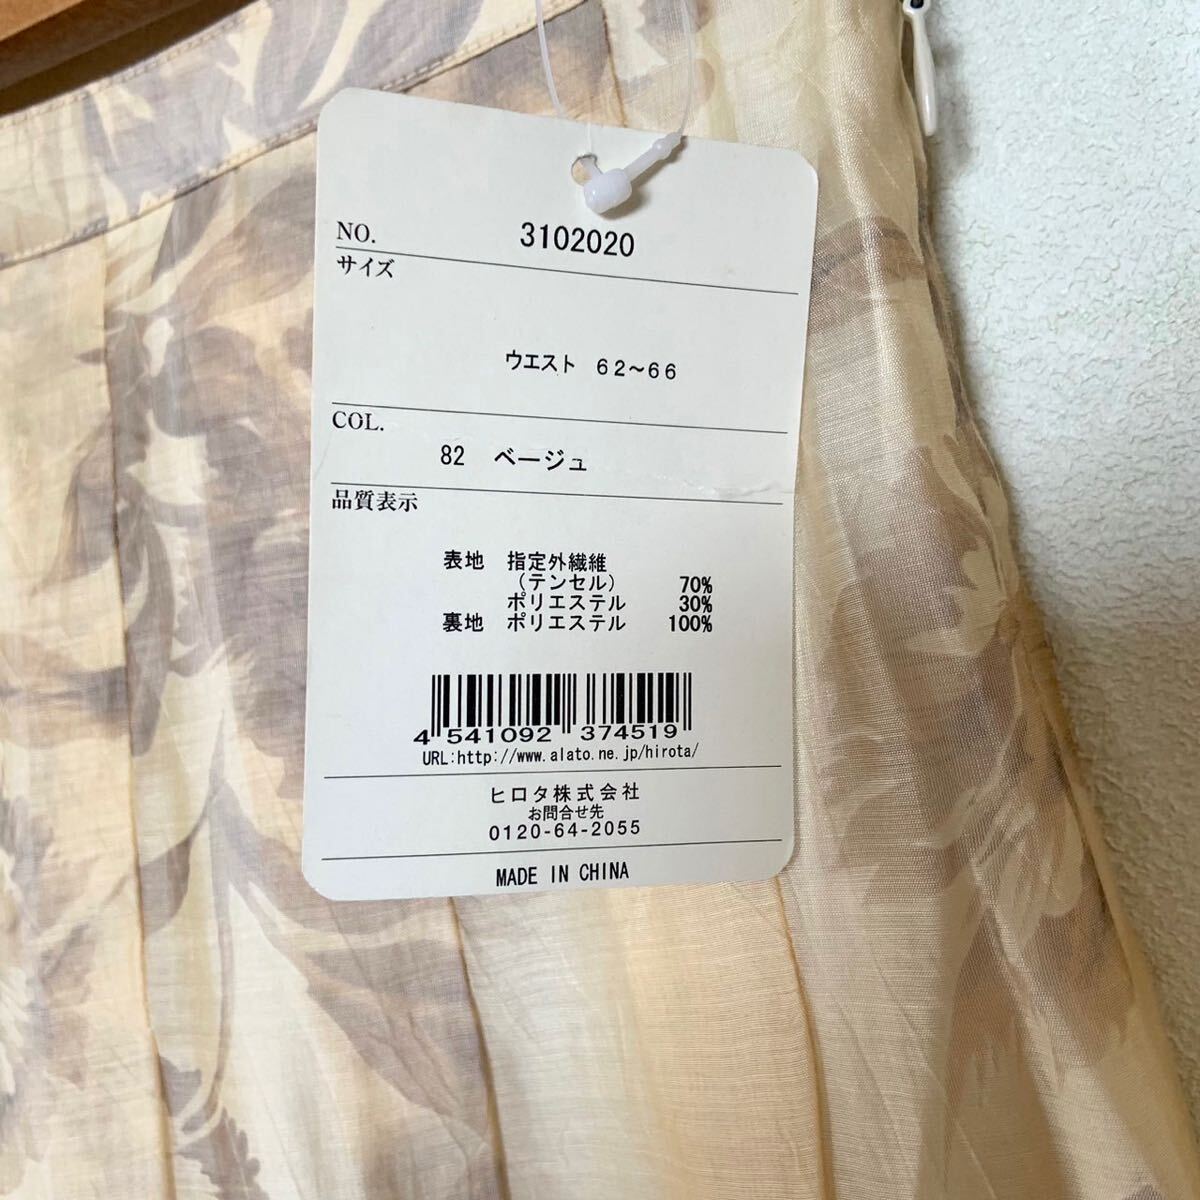 NO. 3102020
サイズ
ウエスト 62～66
COL.
82 ベージュ
品質表示
表地 指定外繊維
（テンセル） 70%
ポリエステル 30%
裏地 ポリエステル 100%
4 541092 374519
URL:http://www.alato.ne.jp/hirota/
ヒロタ株式会社
お問合せ先
0120-64-2055
MADE IN CHINA